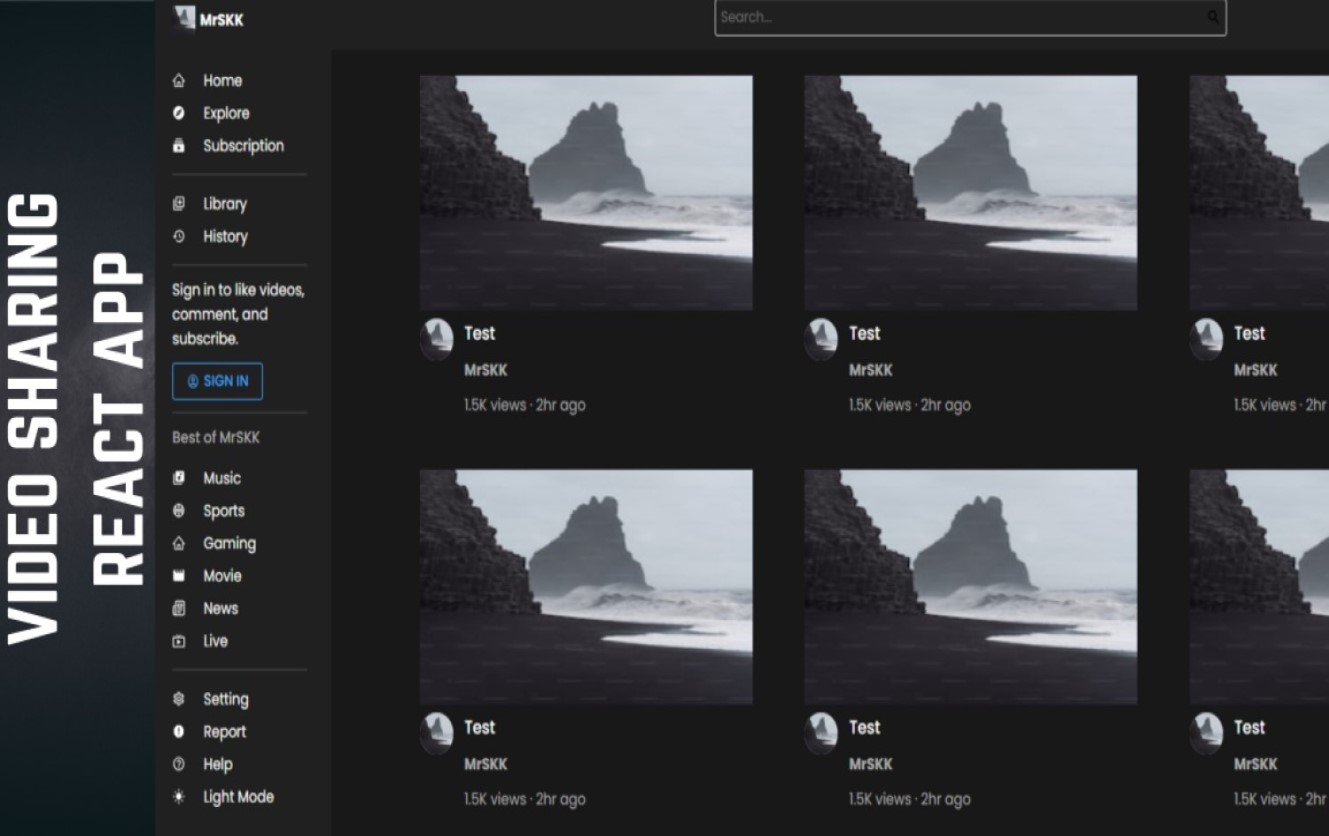 VIDEO SHARING
REACT APP
MrSKK
Search...
Home
Explore
Subscription
Library
History
Sign in to like videos,
comment, and
subscribe.
SIGN IN
Best of MrSKK
Music
Sports
Gaming
Movie
News
Live
Setting
Report
Help
Light Mode
Test
MrSKK
1.5K views · 2hr ago
Test
MrSKK
1.5K views · 2hr ago
Test
MrSKK
1.5K views · 2hr
Test
MrSKK
1.5K views · 2hr ago
Test
MrSKK
1.5K views · 2hr ago
Test
MrSKK
1.5K views · 2hr